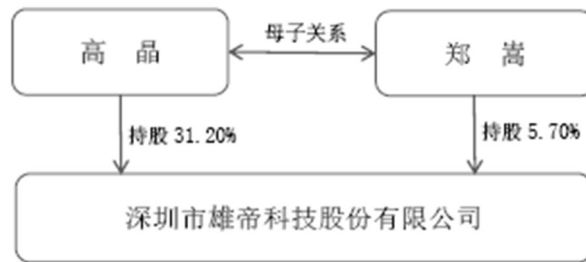 高 晶
母子关系
郑 嵩
持股 31.20%
持股 5.70%
深圳市雄帝科技股份有限公司